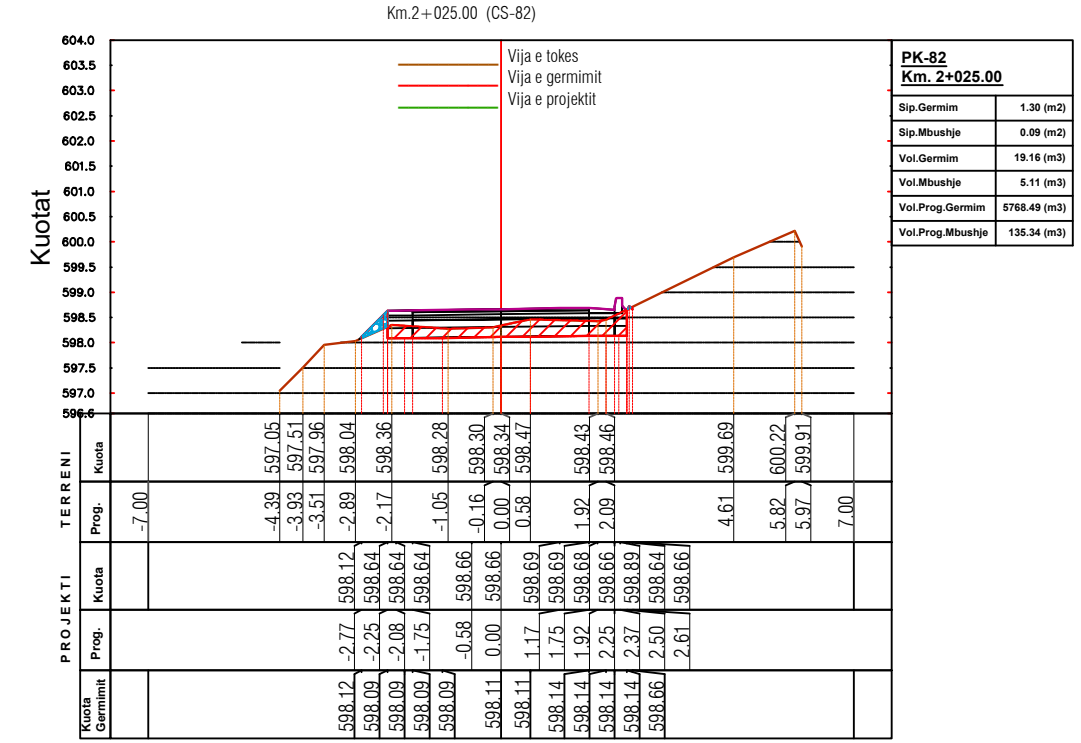 Km.2+025.00 (CS-82)
Vija e tokes
Vija e germimit
Vija e projektit
Kuotat
604.0
603.5
603.0
602.5
602.0
601.5
601.0
600.5
600.0
599.5
599.0
598.5
598.0
597.5
597.0
596.6
PK-82
Km. 2+025.00
Sip.Germim 1.30 (m2)
Sip.Mbushje 0.09 (m2)
Vol.Germim 19.16 (m3)
Vol.Mbushje 5.11 (m3)
Vol.Prog.Germim 5768.49 (m3)
Vol.Prog.Mbushje 135.34 (m3)
TERRENI
Kuota 597.05 597.51 597.96 598.04 598.36 598.28 598.30 598.34 598.47 598.43 598.46 599.69 600.22 599.91
Prog. -7.00 -4.39 -3.93 -3.51 -2.89 -2.17 -1.05 -0.16 0.00 0.58 1.92 2.09 4.61 5.82 5.97 7.00
PROJEKTI
Kuota 598.12 598.64 598.64 598.64 598.66 598.66 598.69 598.69 598.68 598.66 598.89 598.64 598.66
Prog. -2.77 -2.25 -2.08 -1.75 -0.58 0.00 1.17 1.75 1.92 2.25 2.37 2.50 2.61
Kuota
Germimit
598.12 598.09 598.09 598.09 598.09 598.11 598.11 598.14 598.14 598.14 598.14 598.66